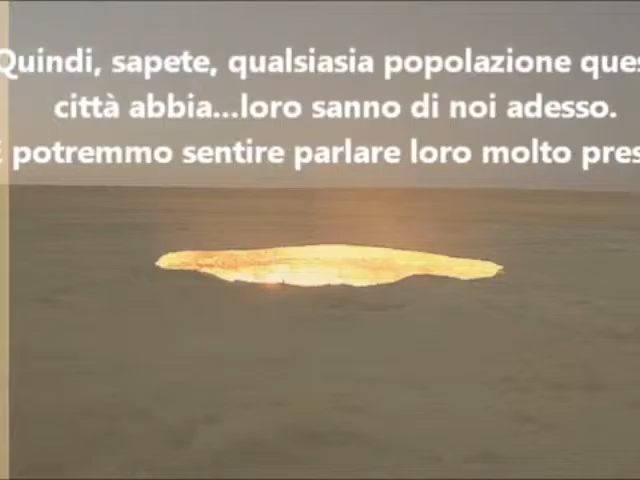 Quindi, sapete, qualsiasia popolazione ques
città abbia...loro sanno di noi adesso.
E potremmo sentire parlare loro molto pres